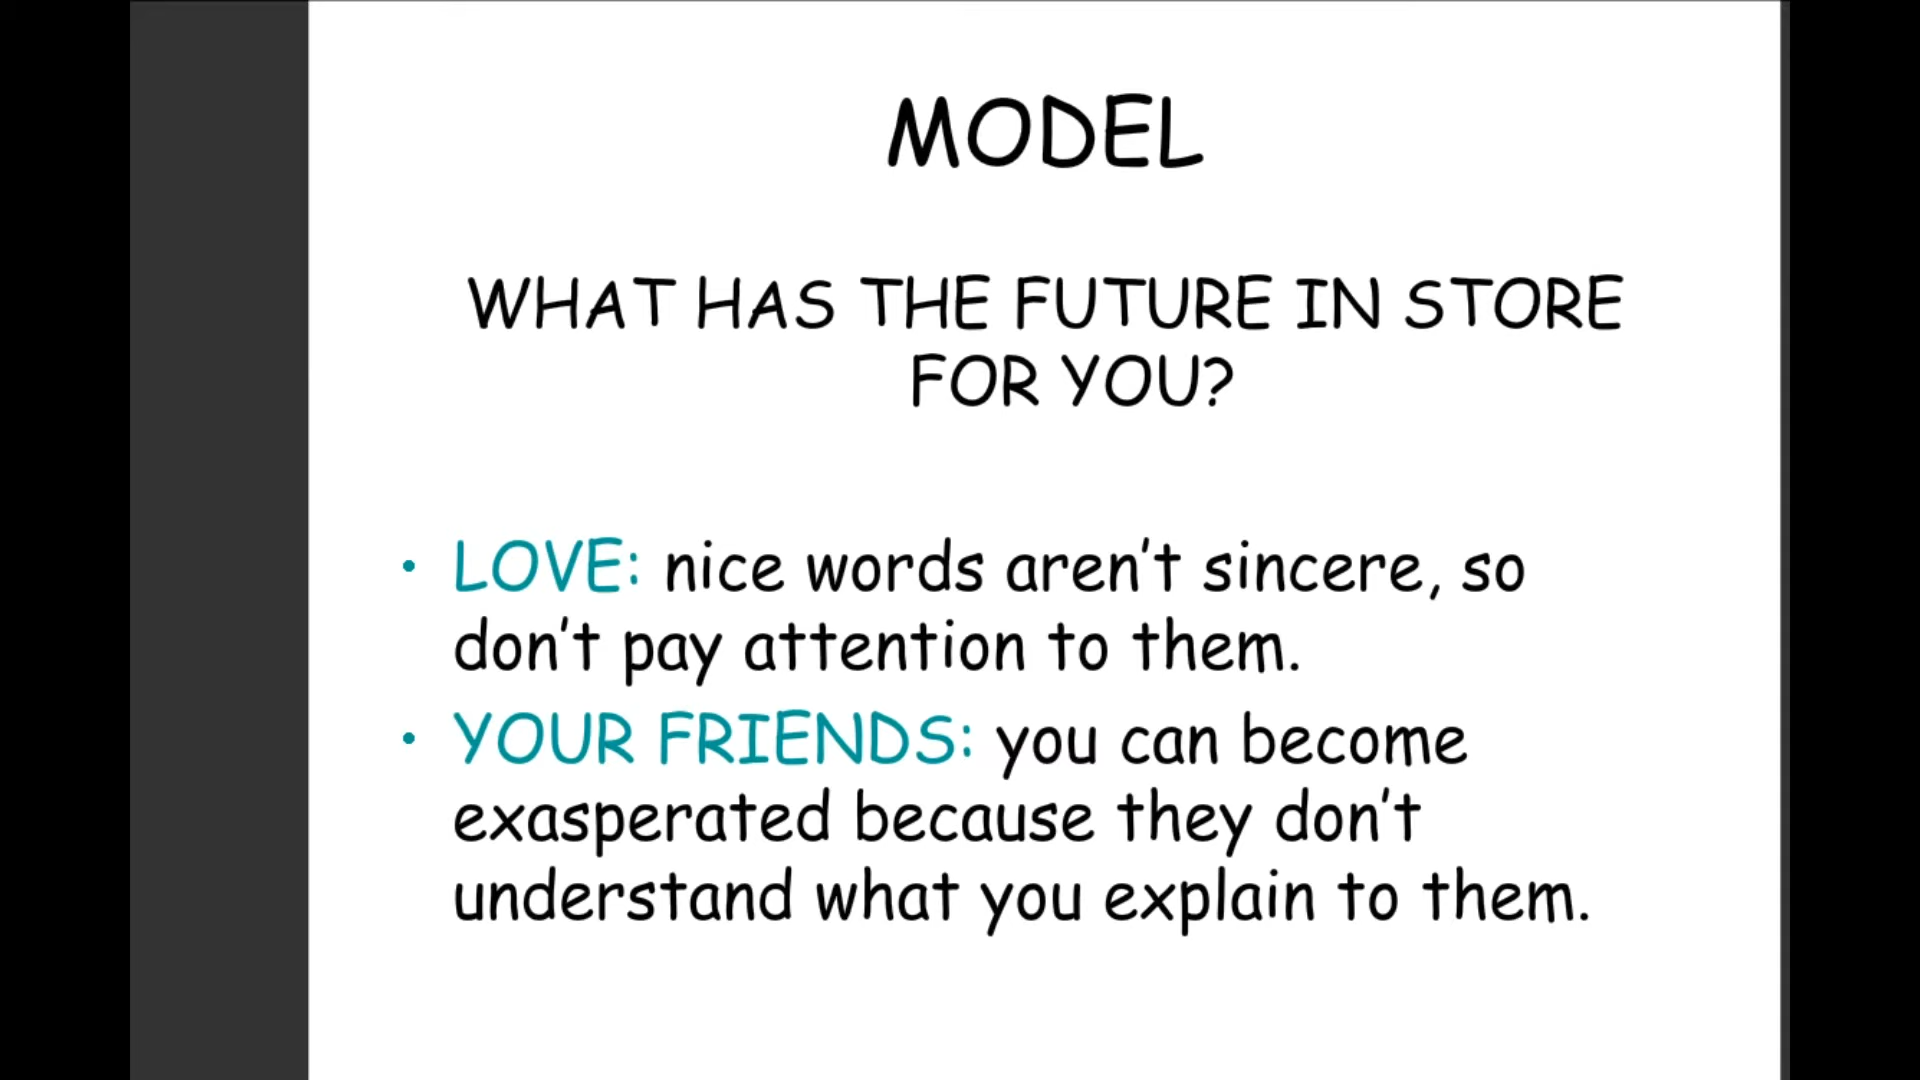 MODEL
WHAT HAS THE FUTURE IN STORE
FOR YOU?
• LOVE: nice words aren't sincere, so
don't pay attention to them.
• YOUR FRIENDS: you can become
exasperated because they don't
understand what you explain to them.